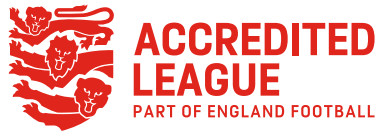 ACCREDITED
LEAGUE
PART OF ENGLAND FOOTBALL